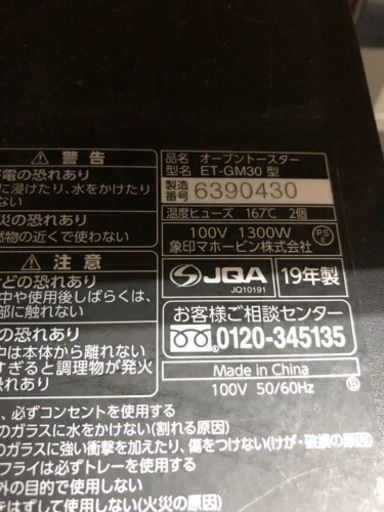 警告
電の恐れあり
に浸けたり、水をかけたり
ない
災の恐れあり
燃物の近くで使わない
注意
どの恐れあり
中や使用後しばらくは、
部に触れない
恐れあり
中は本体から離れない
すぎると調理物が発火
恐れあり
品名 オーブントースター
型名 ET-GM30 型
製造番号 6390430
温度ヒューズ 167℃ 2個
100V 1300W PSE
象印マホービン株式会社
JQA
JQ10191
19年製
お客様ご相談センター
0120-345135
Made in China
100V 50/60Hz
B
、必ずコンセントを使用する
のガラスに水をかけない(割れる原因)
のガラスに強い衝撃を加えたり、傷をつけない(けが・破損の原因)
フライは必ずトレーを使用する
外の目的で使用しない
はずして使用しない(火災の原因)